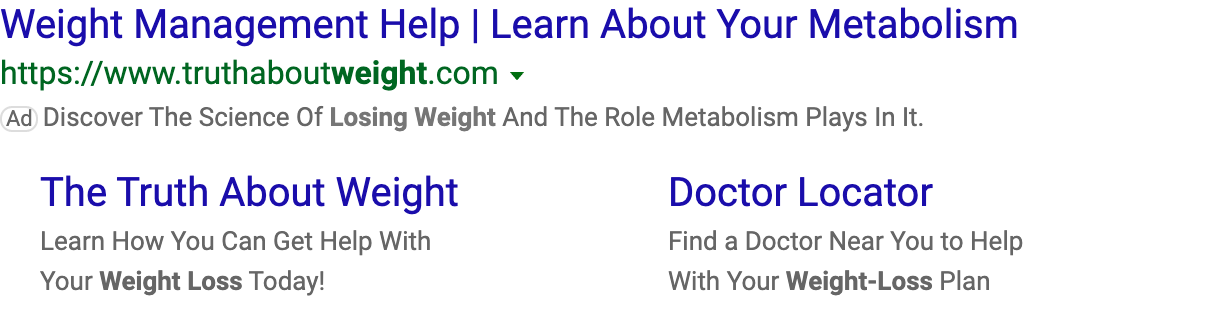 Weight Management Help | Learn About Your Metabolism
https://www.truthaboutweight.com
Ad Discover The Science Of Losing Weight And The Role Metabolism Plays In It.
The Truth About Weight
Learn How You Can Get Help With
Your Weight Loss Today!
Doctor Locator
Find a Doctor Near You to Help
With Your Weight-Loss Plan